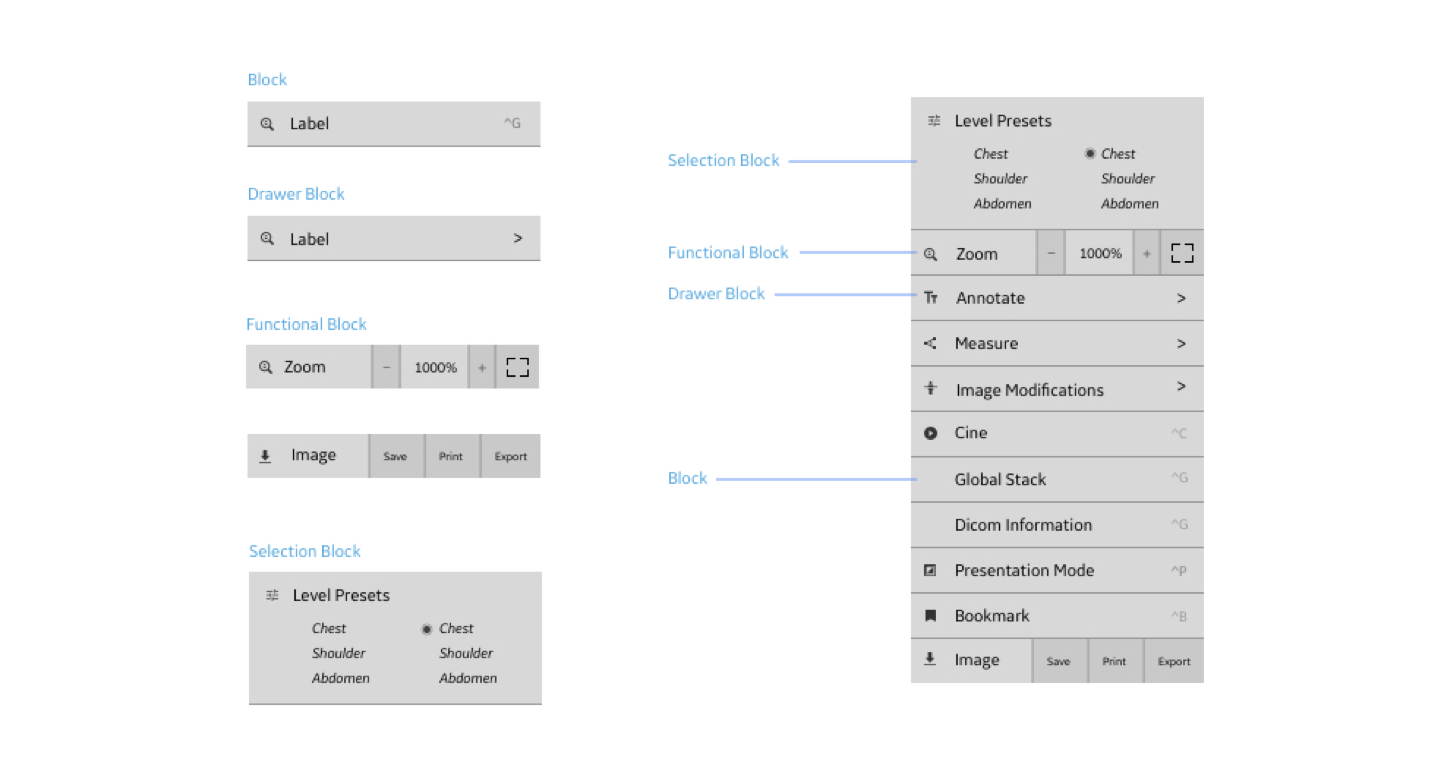 Block
Label ^G
Drawer Block
Label >
Functional Block
Zoom - 1000% +
Image Save Print Export
Selection Block
Level Presets
Chest Chest
Shoulder Shoulder
Abdomen Abdomen
Selection Block
Functional Block
Drawer Block
Block
Level Presets
Chest Chest
Shoulder Shoulder
Abdomen Abdomen
Zoom - 1000% +
Tт Annotate >
Measure >
Image Modifications >
Cine ^C
Global Stack ^G
Dicom Information ^G
Presentation Mode ^P
Bookmark ^B
Image Save Print Export